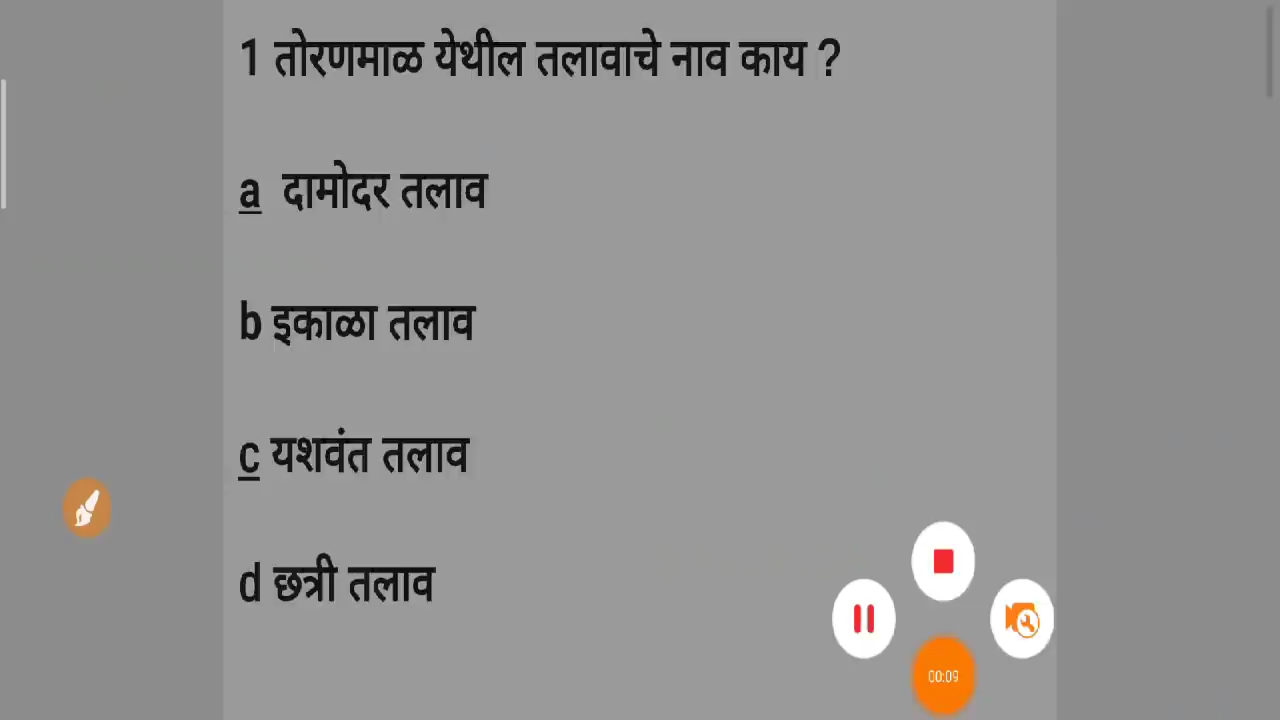 1 तोरणमाळ येथील तलावाचे नाव काय ?
a दामोदर तलाव
b इकाळा तलाव
c यशवंत तलाव
d छत्री तलाव
00:09